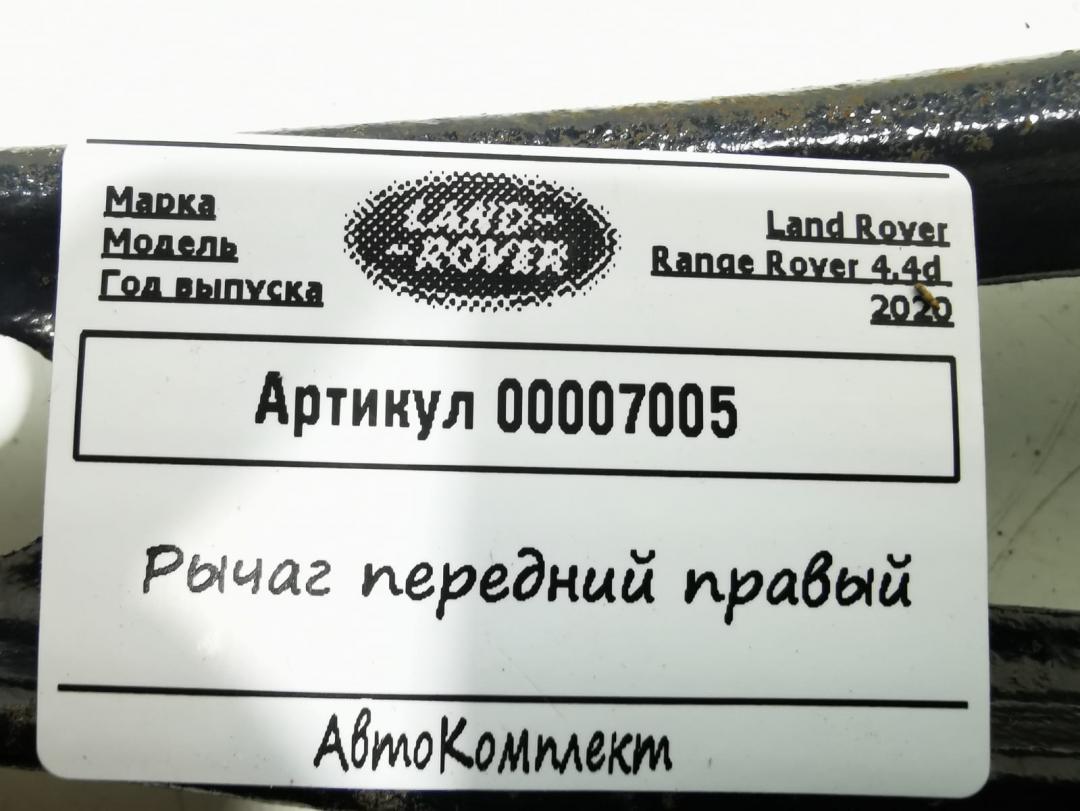 Марка
Модель
Год выпуска
LAND-
-ROVER
Land Rover
Range Rover 4.4d
2020
Артикул 00007005
Рычаг передний правый
АвтоКомплект